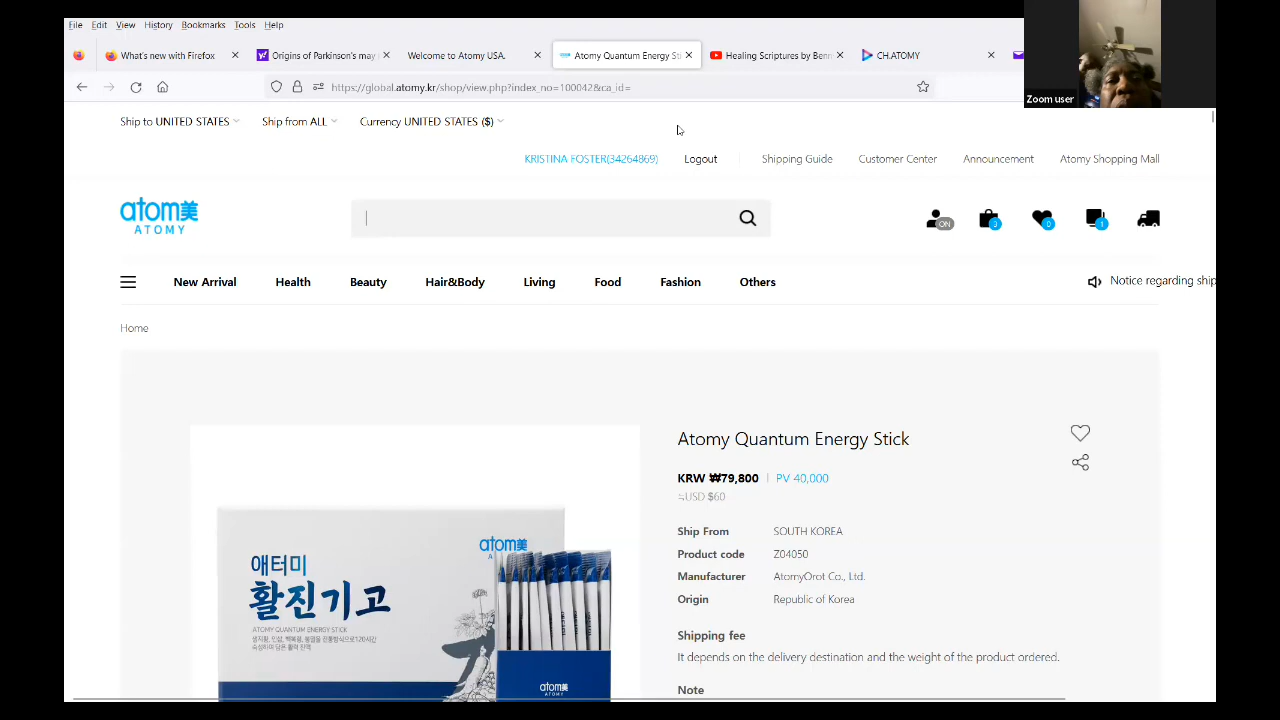 File Edit View History Bookmarks Tools Help
What's new with Firefox
Origins of Parkinson's may
Welcome to Atomy USA.
Atomy Quantum Energy Sti
Healing Scriptures by Benn
CH.ATOMY
https://global.atomy.kr/shop/view.php?index_no=100042&ca_id=
Zoom user
Ship to UNITED STATES Ship from ALL Currency UNITED STATES ($)
KRISTINA FOSTER(34264869) Logout Shipping Guide Customer Center Announcement Atomy Shopping Mall
atom美
ATOMY
ON 3 0 1
New Arrival Health Beauty Hair&Body Living Food Fashion Others
Notice regarding ship
Home
Atomy Quantum Energy Stick
KRW ₩79,800 | PV 40,000
≒USD $60
Ship From SOUTH KOREA
Product code Z04050
Manufacturer AtomyOrot Co., Ltd.
Origin Republic of Korea
Shipping fee
It depends on the delivery destination and the weight of the product ordered.
Note
atom美
애터미
활진기고
ATOMY QUANTUM ENERGY STICK
atom美
ATOMY